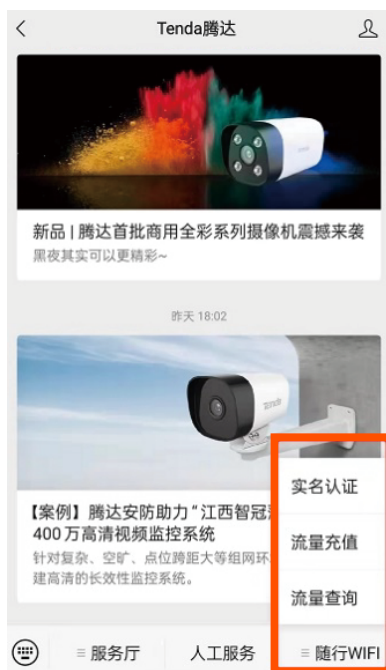 Tenda腾达
Tenda
新品 | 腾达首批商用全彩系列摄像机震撼来袭
黑夜其实可以更精彩~
昨天 18:02
Tenda
【案例】腾达安防助力“江西智冠
400万高清视频监控系统
针对复杂、空旷、点位跨距大等组网环
建高清的长效性监控系统。
实名认证
流量充值
流量查询
服务厅
人工服务
随行WIFI